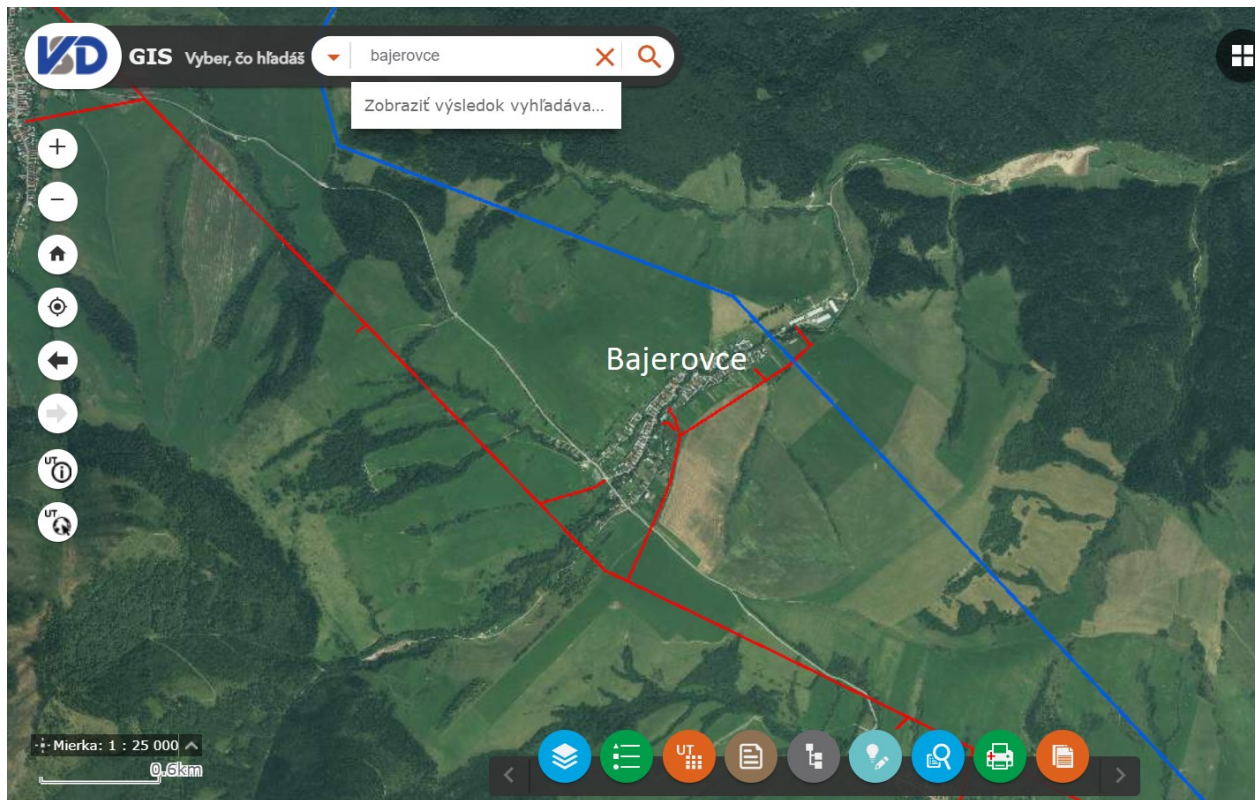 VSD GIS Vyber, čo hľadáš bajerovce
Zobraziť výsledok vyhľadáva...
Bajerovce
UT
UT
Mierka: 1 : 25 000
0.6km
UT